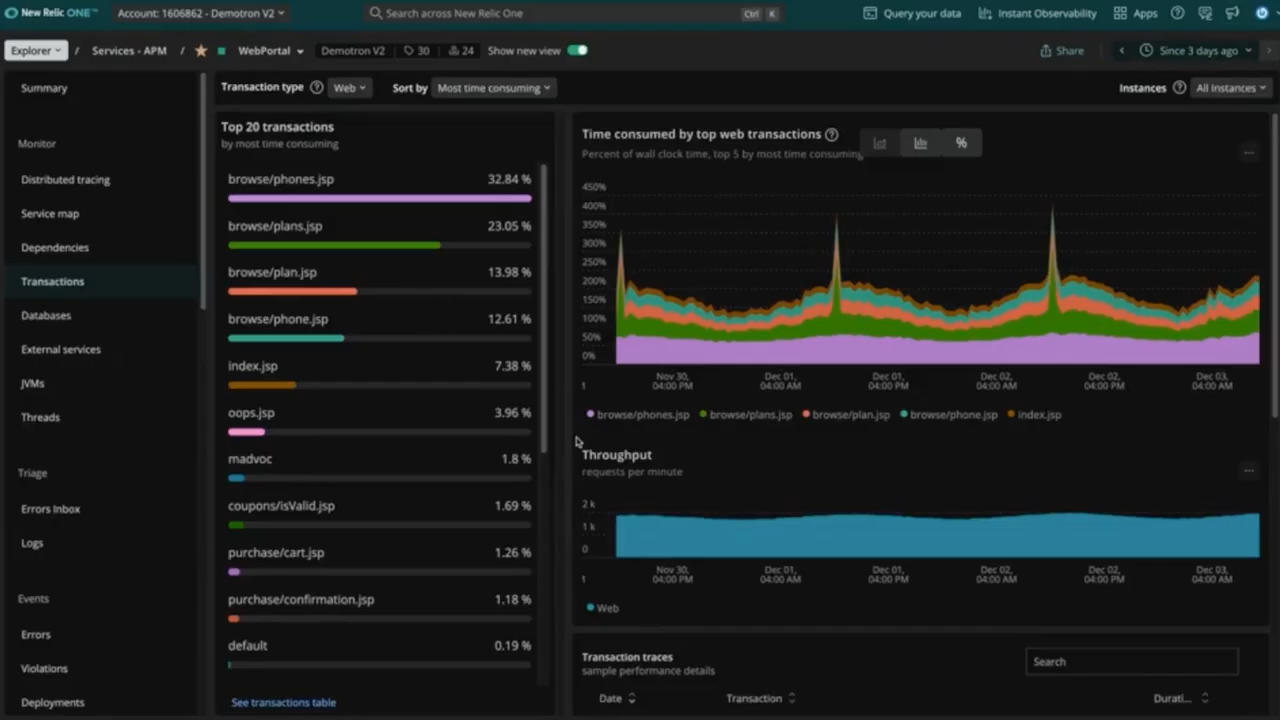 New Relic ONE™
Account: 1606862 - Demotron V2
Search across New Relic One
Ctrl K
Query your data
Instant Observability
Apps
Explorer / Services - APM / WebPortal
Demotron V2
30
24
Show new view
Share
Since 3 days ago
Summary
Monitor
Distributed tracing
Service map
Dependencies
Transactions
Databases
External services
JVMs
Threads
Triage
Errors Inbox
Logs
Events
Errors
Violations
Deployments
Transaction type
Web
Sort by
Most time consuming
Instances
All Instances
Top 20 transactions
by most time consuming
browse/phones.jsp 32.84 %
browse/plans.jsp 23.05 %
browse/plan.jsp 13.98 %
browse/phone.jsp 12.61 %
index.jsp 7.38 %
oops.jsp 3.96 %
madvoc 1.8 %
coupons/isValid.jsp 1.69 %
purchase/cart.jsp 1.26 %
purchase/confirmation.jsp 1.18 %
default 0.19 %
See transactions table
Time consumed by top web transactions
%
Percent of wall clock time, top 5 by most time consuming
450%
400%
350%
300%
250%
200%
150%
100%
50%
0%
Nov 30, Dec 01, Dec 01, Dec 02, Dec 02, Dec 03,
1 04:00 PM 04:00 AM 04:00 PM 04:00 AM 04:00 PM 04:00 AM
browse/phones.jsp browse/plans.jsp browse/plan.jsp browse/phone.jsp index.jsp
Throughput
requests per minute
2 k
1 k
0
Nov 30, Dec 01, Dec 01, Dec 02, Dec 02, Dec 03,
1 04:00 PM 04:00 AM 04:00 PM 04:00 AM 04:00 PM 04:00 AM
Web
Transaction traces
sample performance details
Search
Date Transaction Durati...